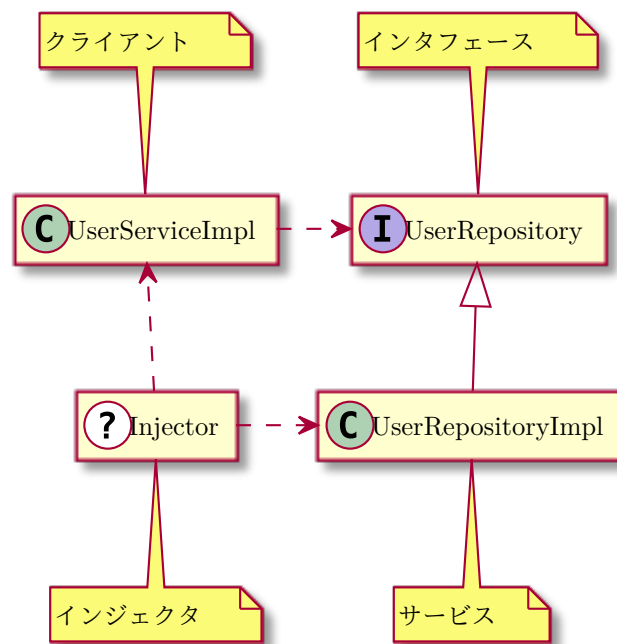 クライアント
インタフェース
C UserServiceImpl
I UserRepository
? Injector
C UserRepositoryImpl
インジェクタ
サービス